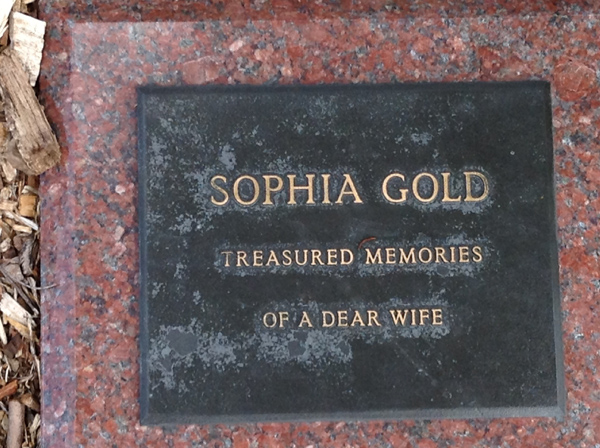 SOPHIA GOLD
TREASURED MEMORIES
OF A DEAR WIFE